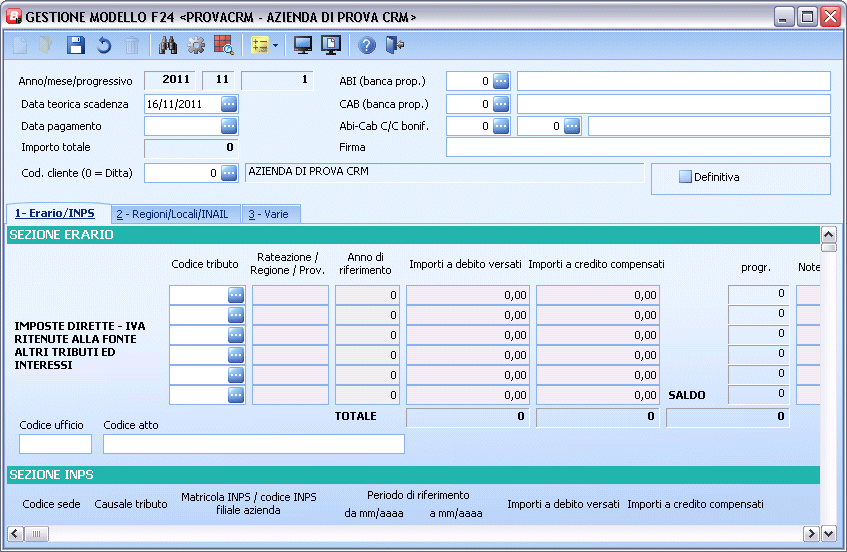 GESTIONE MODELLO F24 <PROVACRM - AZIENDA DI PROVA CRM>
Anno/mese/progressivo 2011 11 1 ABI (banca prop.) 0
Data teorica scadenza 16/11/2011 CAB (banca prop.) 0
Data pagamento Abi-Cab C/C bonif. 0 0
Importo totale 0 Firma
Cod. cliente (0 = Ditta) 0 AZIENDA DI PROVA CRM Definitiva
1- Erario/INPS 2 - Regioni/Locali/INAIL 3 - Varie
SEZIONE ERARIO
Codice tributo Rateazione / Regione / Prov. Anno di riferimento Importi a debito versati Importi a credito compensati progr. Note
0 0,00 0,00 0
0 0,00 0,00 0
IMPOSTE DIRETTE - IVA
RITENUTE ALLA FONTE
ALTRI TRIBUTI ED
INTERESSI
0 0,00 0,00 0
0 0,00 0,00 0
0 0,00 0,00 0
0 0,00 0,00 SALDO 0
TOTALE 0 0 0
Codice ufficio Codice atto
SEZIONE INPS
Codice sede Causale tributo Matricola INPS / codice INPS filiale azienda Periodo di riferimento da mm/aaaa a mm/aaaa Importi a debito versati Importi a credito compensati